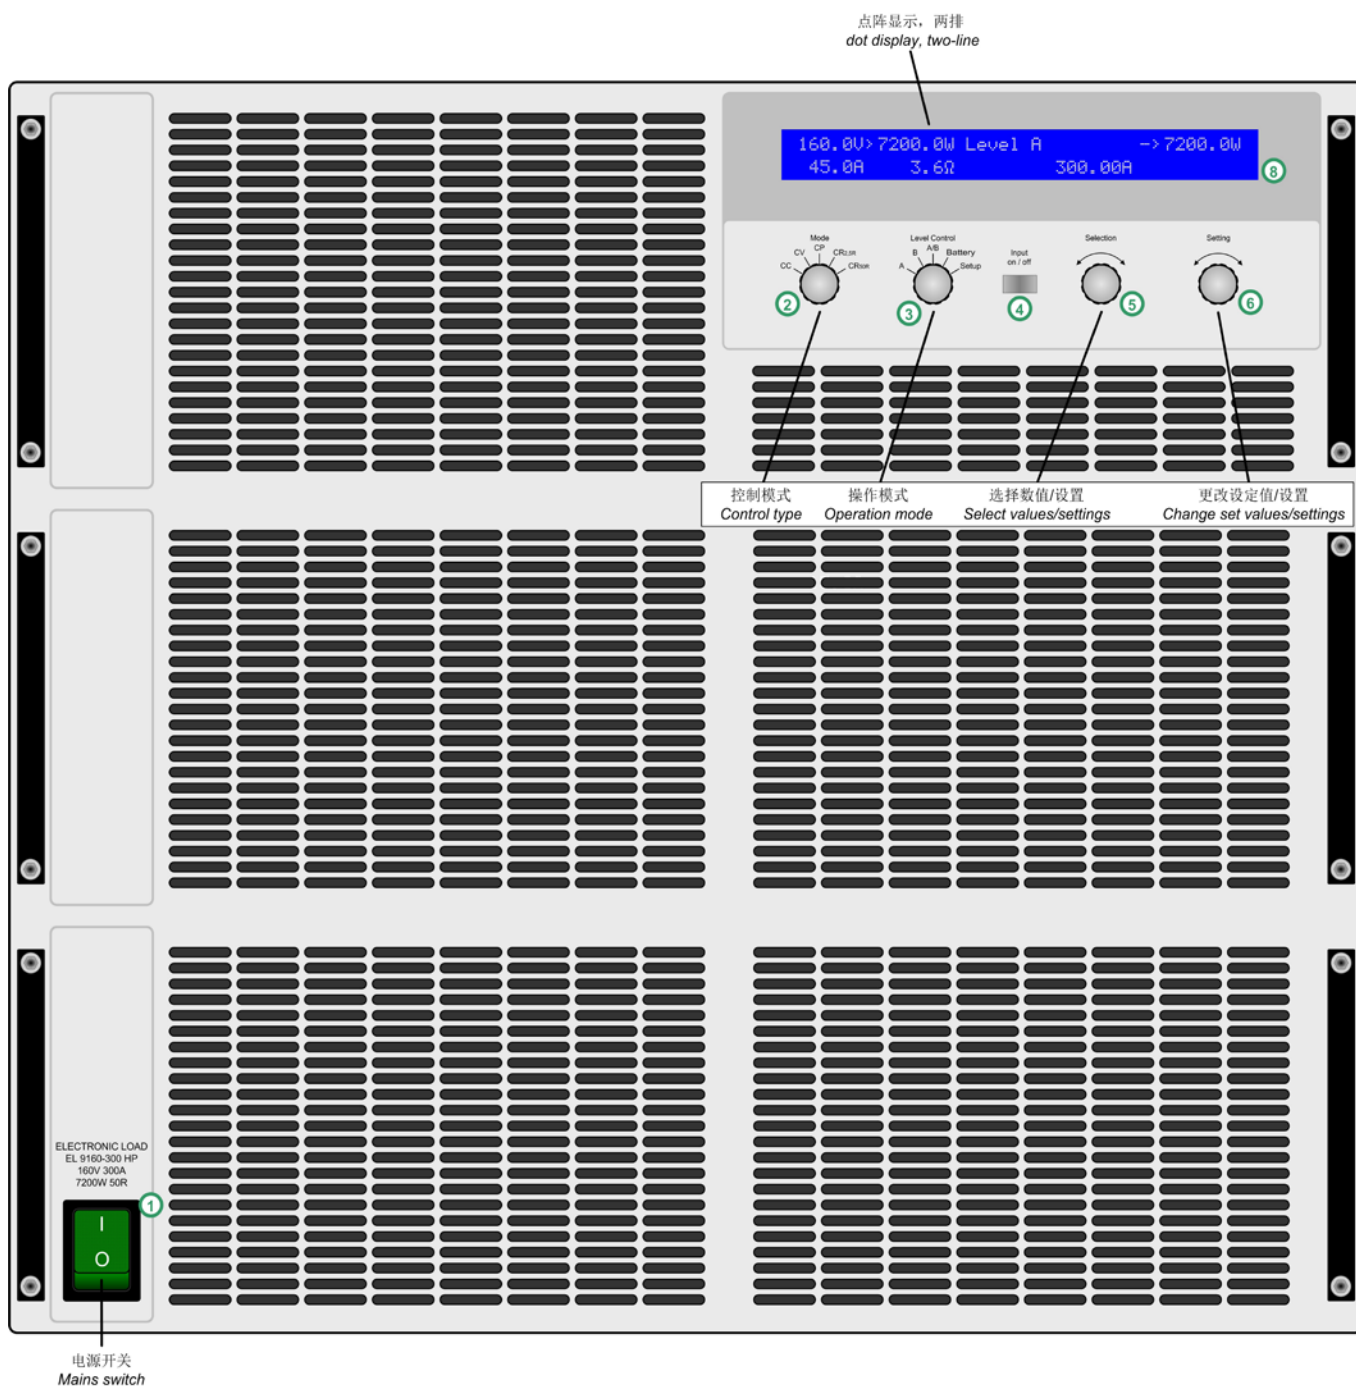 点阵显示，两排
dot display, two-line
160.0V>7200.0W Level A ->7200.0W
45.0A 3.6Ω 300.00A
8
Mode
CC CV CP CR2,5R CR50R
Level Control
A B A/B Battery Setup
Input
on / off
Selection
Setting
2
3
4
5
6
控制模式 操作模式 选择数值/设置 更改设定值/设置
Control type Operation mode Select values/settings Change set values/settings
ELECTRONIC LOAD
EL 9160-300 HP
160V 300A
7200W 50R
1
I
O
电源开关
Mains switch